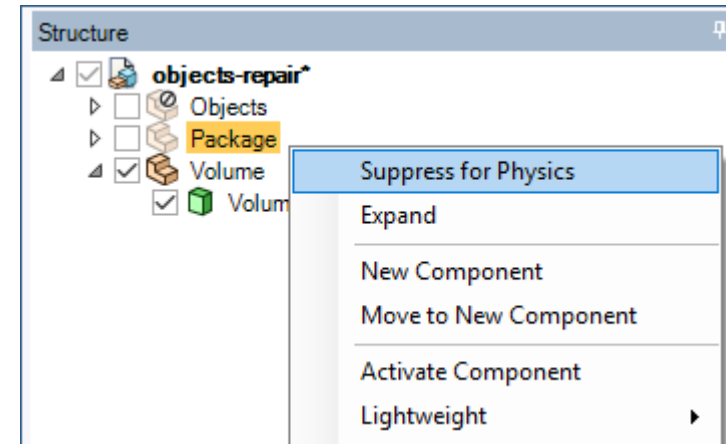 Structure
objects-repair*
Objects
Package
Volume
Volum
Suppress for Physics
Expand
New Component
Move to New Component
Activate Component
Lightweight